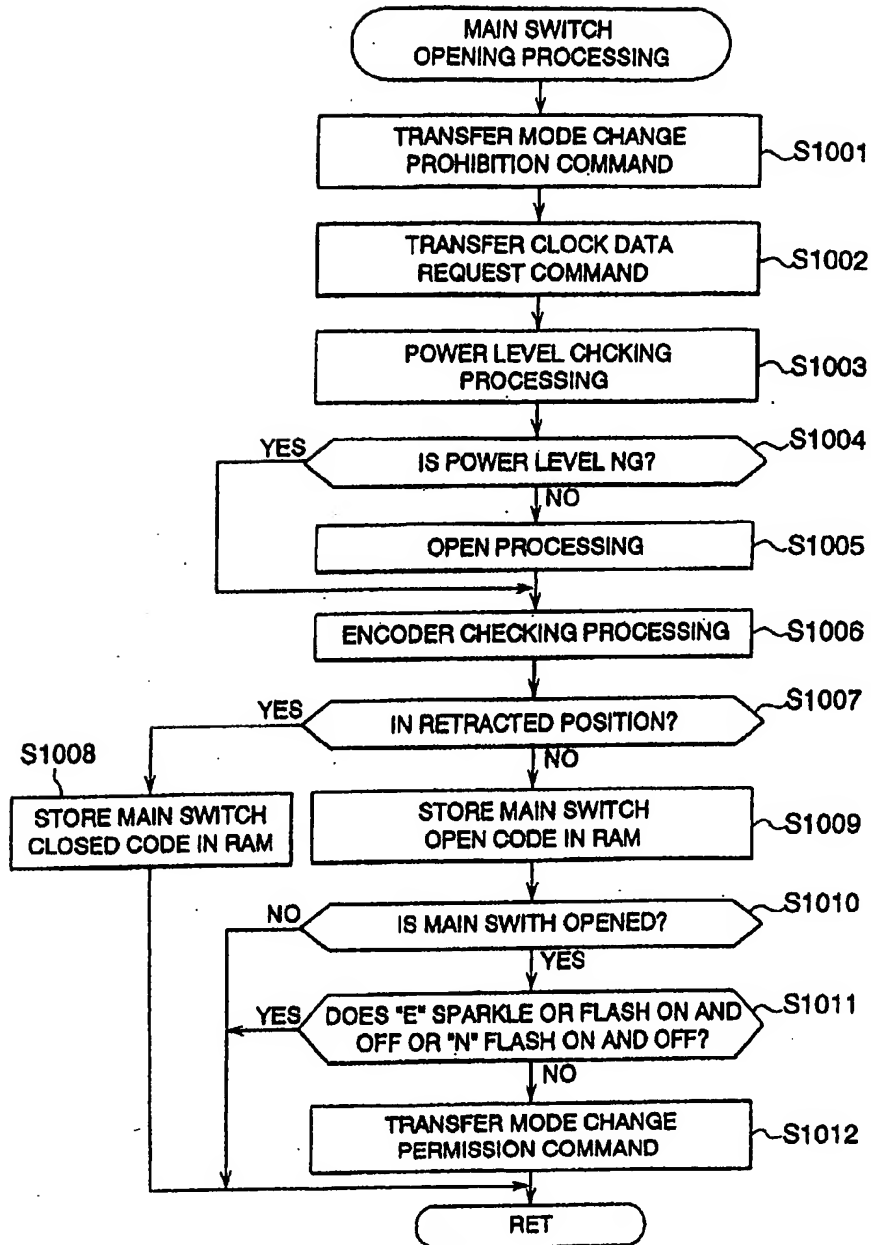 MAIN SWITCH
OPENING PROCESSING
TRANSFER MODE CHANGE
PROHIBITION COMMAND
S1001
TRANSFER CLOCK DATA
REQUEST COMMAND
S1002
POWER LEVEL CHCKING
PROCESSING
S1003
YES
IS POWER LEVEL NG?
S1004
NO
OPEN PROCESSING
S1005
ENCODER CHECKING PROCESSING
S1006
YES
IN RETRACTED POSITION?
S1007
NO
S1008
STORE MAIN SWITCH
CLOSED CODE IN RAM
STORE MAIN SWITCH
OPEN CODE IN RAM
S1009
NO
IS MAIN SWITH OPENED?
S1010
YES
YES
DOES "E" SPARKLE OR FLASH ON AND
OFF OR "N" FLASH ON AND OFF?
S1011
NO
TRANSFER MODE CHANGE
PERMISSION COMMAND
S1012
RET